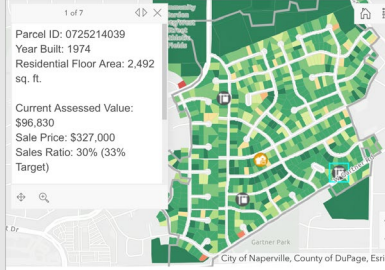 1 of 7
Parcel ID: 0725214039
Year Built: 1974
Residential Floor Area: 2,492
sq. ft.
Current Assessed Value:
$96,830
Sale Price: $327,000
Sales Ratio: 30% (33%
Target)
Fields
Dr
Gartner Park
City of Naperville, County of DuPage, Esri